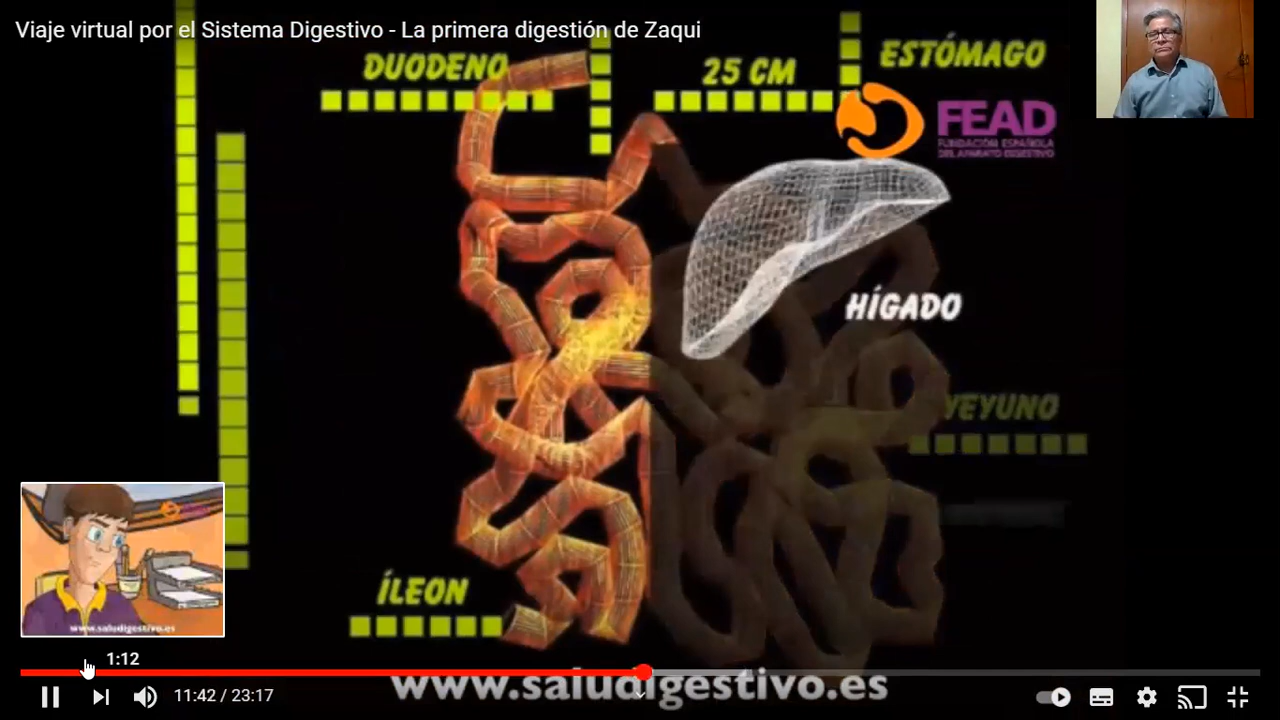 Viaje virtual por el Sistema Digestivo - La primera digestión de Zaqui
DUODENO
25 CM
ESTÓMAGO
FEAD
FUNDACIÓN ESPAÑOLA
DEL APARATO DIGESTIVO
HÍGADO
YEYUNO
ÍLEON
www.saludigestivo.es
1:12
www.saludigestivo.es
11:42 / 23:17